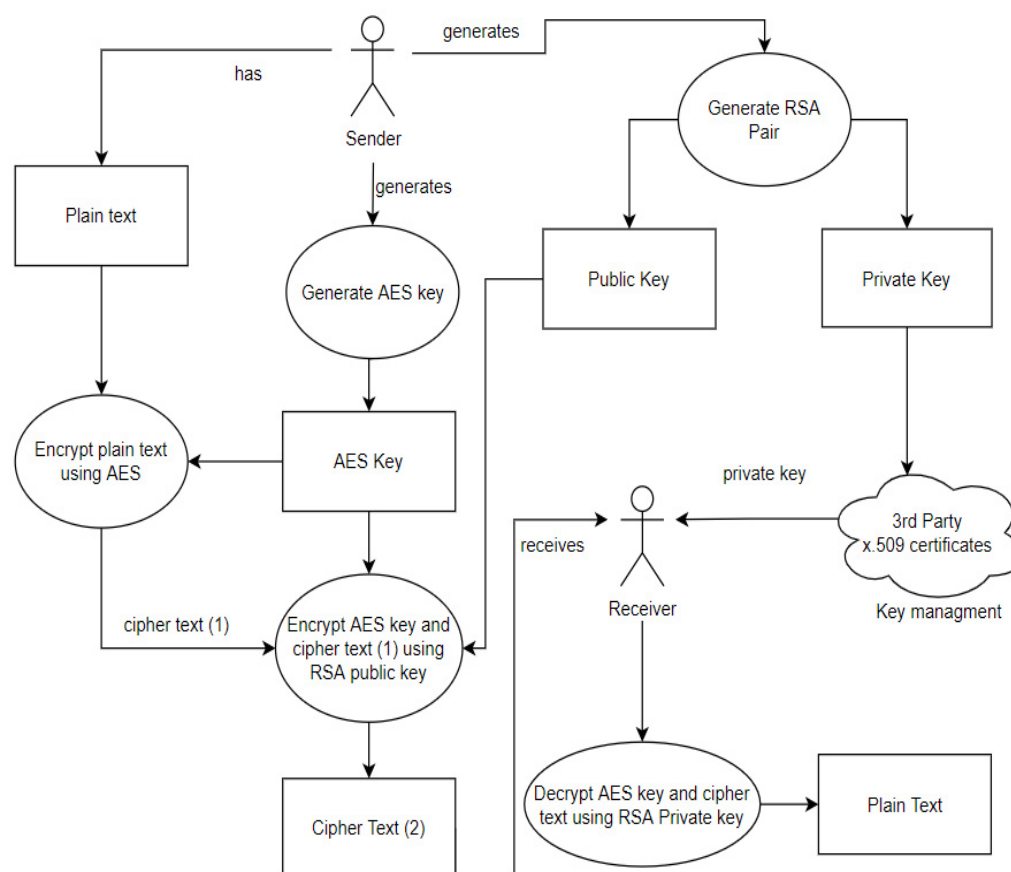 generates
has
Generate RSA
Pair
Sender
generates
Plain text
Generate AES key
Public Key
Private Key
Encrypt plain text
using AES
AES Key
private key
3rd Party
x.509 certificates
receives
Receiver
Key managment
cipher text (1)
Encrypt AES key and
cipher text (1) using
RSA public key
Decrypt AES key and cipher
text using RSA Private key
Plain Text
Cipher Text (2)